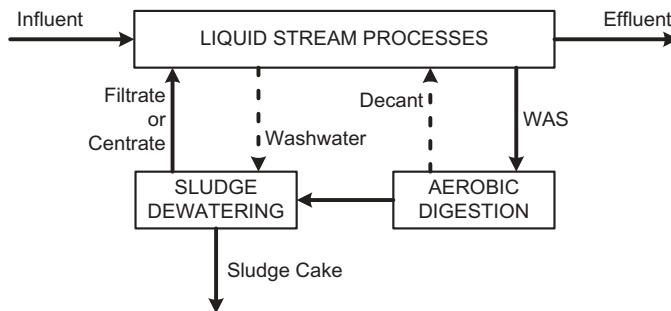 Influent
LIQUID STREAM PROCESSES
Effluent
Filtrate
or
Centrate
Washwater
Decant
WAS
SLUDGE
DEWATERING
AEROBIC
DIGESTION
Sludge Cake